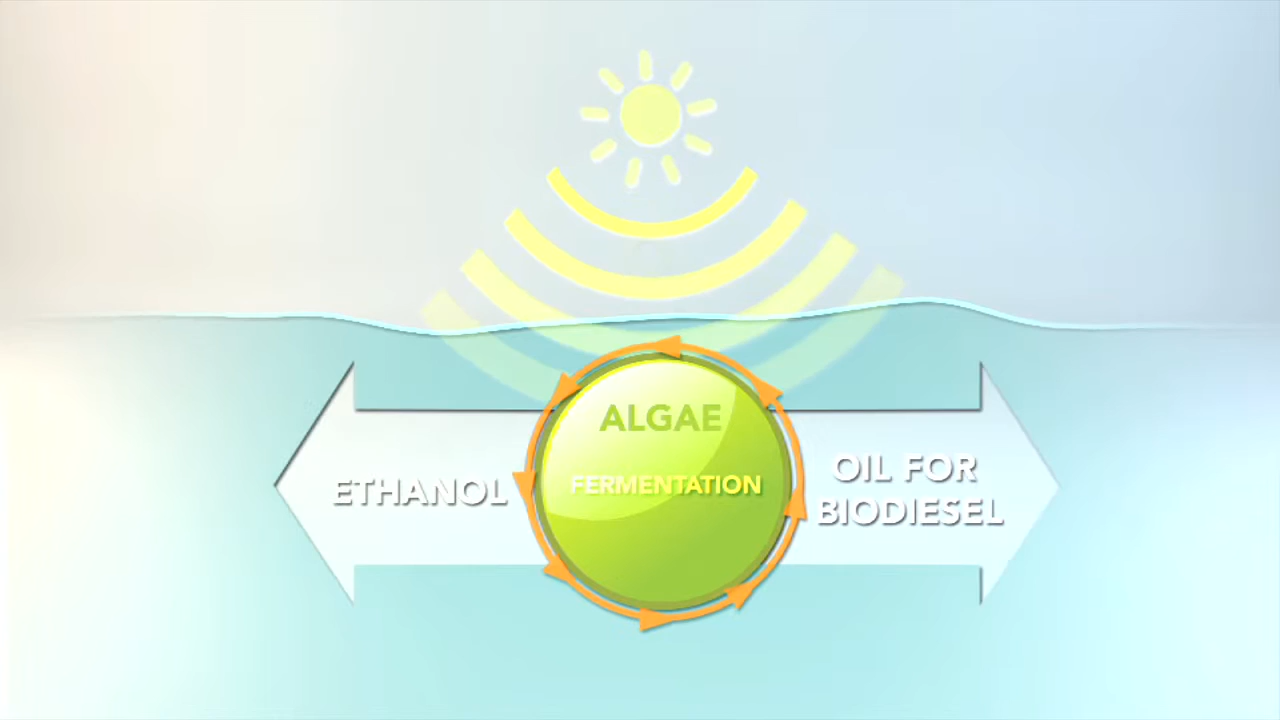 ALGAE
FERMENTATION
ETHANOL
OIL FOR
BIODIESEL